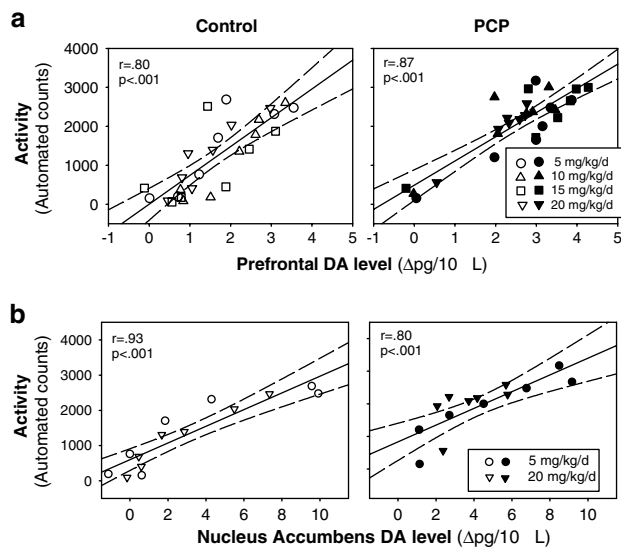 a
Control
PCP
Activity
(Automated counts)
4000
3000
2000
1000
0
r=.80
p<.001
r=.87
p<.001
5 mg/kg/d
10 mg/kg/d
15 mg/kg/d
20 mg/kg/d
-1 0 1 2 3 4 5
-1 0 1 2 3 4 5
Prefrontal DA level (Δpg/10 L)
b
Activity
(Automated counts)
4000
3000
2000
1000
0
r=.93
p<.001
r=.80
p<.001
5 mg/kg/d
20 mg/kg/d
0 2 4 6 8 10
0 2 4 6 8 10
Nucleus Accumbens DA level (Δpg/10 L)